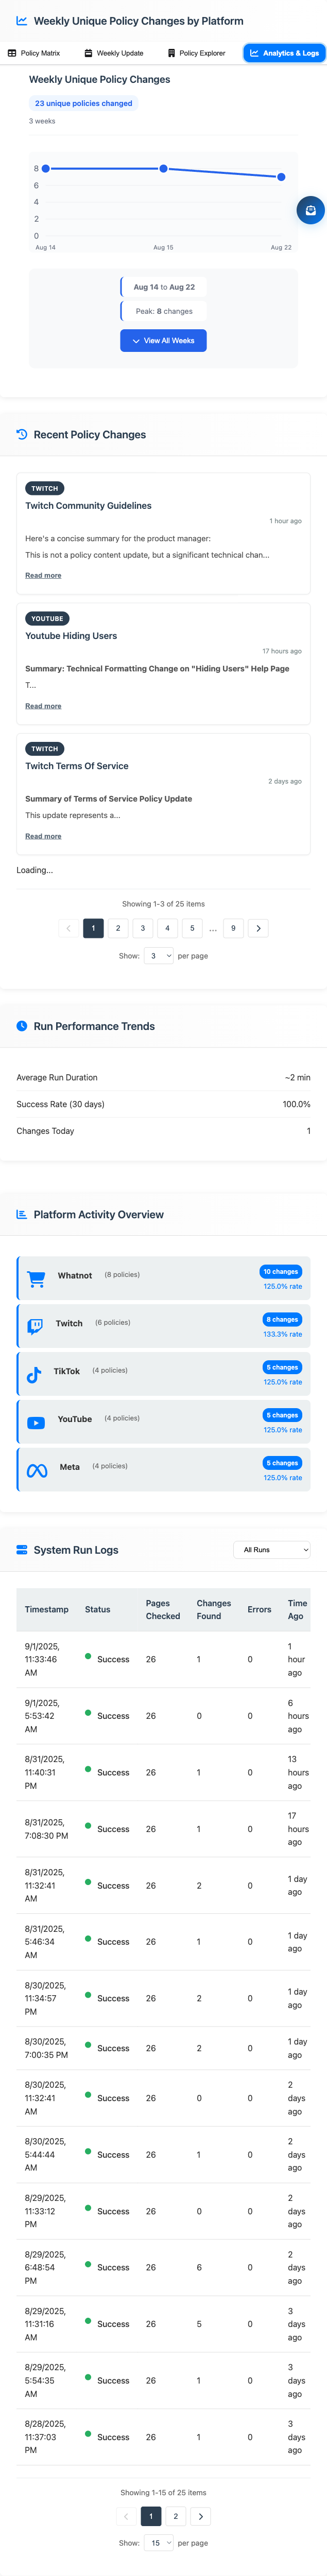 Weekly Unique Policy Changes by Platform
Policy Matrix
Weekly Update
Policy Explorer
Analytics & Logs
Weekly Unique Policy Changes
23 unique policies changed
3 weeks
8
6
4
2
0
Aug 14
Aug 15
Aug 22
Aug 14 to Aug 22
Peak: 8 changes
View All Weeks
Recent Policy Changes
TWITCH
Twitch Community Guidelines
1 hour ago
Here's a concise summary for the product manager:
This is not a policy content update, but a significant technical chan...
Read more
YOUTUBE
Youtube Hiding Users
17 hours ago
Summary: Technical Formatting Change on "Hiding Users" Help Page
T...
Read more
TWITCH
Twitch Terms Of Service
2 days ago
Summary of Terms of Service Policy Update
This update represents a...
Read more
Loading...
Showing 1-3 of 25 items
1 2 3 4 5 ... 9
Show: 3 per page
Run Performance Trends
Average Run Duration ~2 min
Success Rate (30 days) 100.0%
Changes Today 1
Platform Activity Overview
Whatnot (8 policies) 10 changes
125.0% rate
Twitch (6 policies) 8 changes
133.3% rate
TikTok (4 policies) 5 changes
125.0% rate
YouTube (4 policies) 5 changes
125.0% rate
Meta (4 policies) 5 changes
125.0% rate
System Run Logs
All Runs
Timestamp Status Pages Checked Changes Found Errors Time Ago
9/1/2025, 11:33:46 AM Success 26 1 0 1 hour ago
9/1/2025, 5:53:42 AM Success 26 0 0 6 hours ago
8/31/2025, 11:40:31 PM Success 26 1 0 13 hours ago
8/31/2025, 7:08:30 PM Success 26 1 0 17 hours ago
8/31/2025, 11:32:41 AM Success 26 2 0 1 day ago
8/31/2025, 5:46:34 AM Success 26 1 0 1 day ago
8/30/2025, 11:34:57 PM Success 26 2 0 1 day ago
8/30/2025, 7:00:35 PM Success 26 2 0 1 day ago
8/30/2025, 11:32:41 AM Success 26 0 0 2 days ago
8/30/2025, 5:44:44 AM Success 26 1 0 2 days ago
8/29/2025, 11:33:12 PM Success 26 0 0 2 days ago
8/29/2025, 6:48:54 PM Success 26 6 0 2 days ago
8/29/2025, 11:31:16 AM Success 26 5 0 3 days ago
8/29/2025, 5:54:35 AM Success 26 1 0 3 days ago
8/28/2025, 11:37:03 PM Success 26 1 0 3 days ago
Showing 1-15 of 25 items
1 2
Show: 15 per page